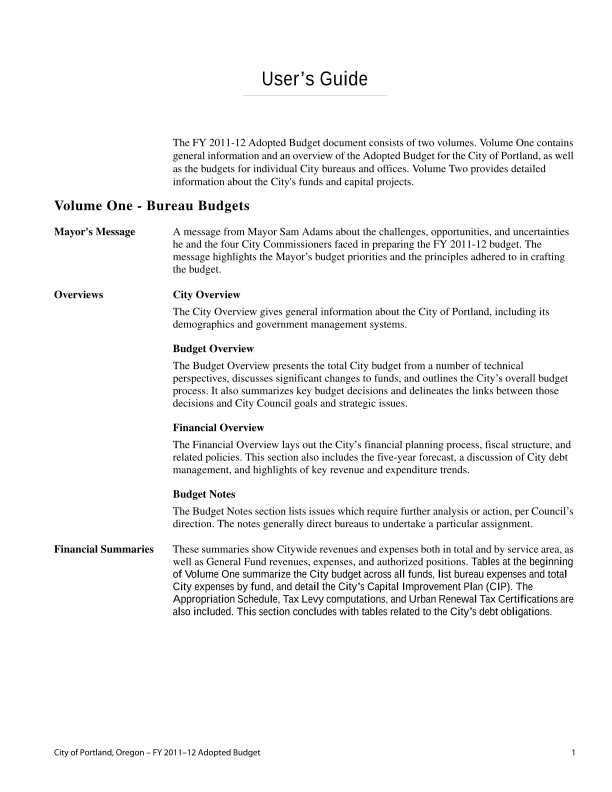 User's Guide
The FY 2011-12 Adopted Budget document consists of two volumes. Volume One contains
general information and an overview of the Adopted Budget for the City of Portland, as well
as the budgets for individual City bureaus and offices. Volume Two provides detailed
information about the City's funds and capital projects.
Volume One - Bureau Budgets
Mayor's Message
A message from Mayor Sam Adams about the challenges, opportunities, and uncertainties
he and the four City Commissioners faced in preparing the FY 2011-12 budget. The
message highlights the Mayor's budget priorities and the principles adhered to in crafting
the budget.
Overviews
City Overview
The City Overview gives general information about the City of Portland, including its
demographics and government management systems.
Budget Overview
The Budget Overview presents the total City budget from a number of technical
perspectives, discusses significant changes to funds, and outlines the City's overall budget
process. It also summarizes key budget decisions and delineates the links between those
decisions and City Council goals and strategic issues.
Financial Overview
The Financial Overview lays out the City's financial planning process, fiscal structure, and
related policies. This section also includes the five-year forecast, a discussion of City debt
management, and highlights of key revenue and expenditure trends.
Budget Notes
The Budget Notes section lists issues which require further analysis or action, per Council's
direction. The notes generally direct bureaus to undertake a particular assignment.
Financial Summaries
These summaries show Citywide revenues and expenses both in total and by service area, as
well as General Fund revenues, expenses, and authorized positions. Tables at the beginning
of Volume One summarize the City budget across all funds, list bureau expenses and total
City expenses by fund, and detail the City's Capital Improvement Plan (CIP). The
Appropriation Schedule, Tax Levy computations, and Urban Renewal Tax Certifications are
also included. This section concludes with tables related to the City's debt obligations.
City of Portland, Oregon – FY 2011–12 Adopted Budget
1